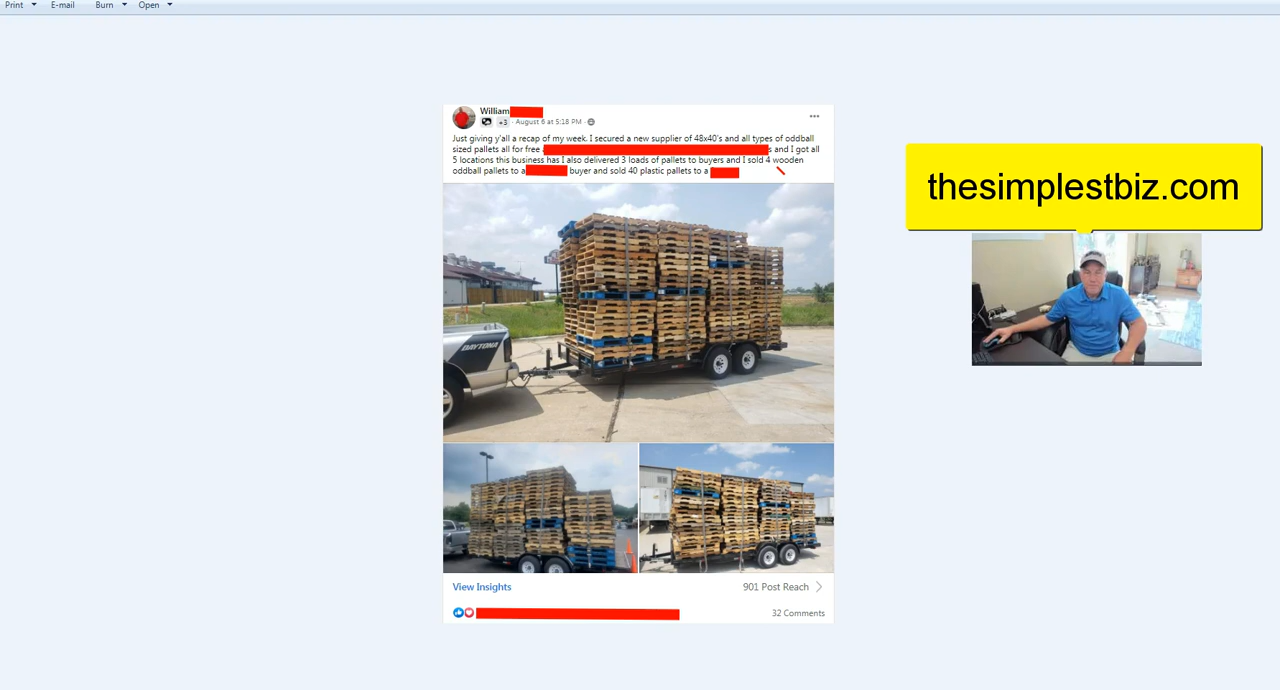 Print E-mail Burn Open
William
+3 · August 6 at 5:18 PM ·
Just giving y'all a recap of my week. I secured a new supplier of 48x40's and all types of oddball
sized pallets all for free s and I got all
5 locations this business has I also delivered 3 loads of pallets to buyers and I sold 4 wooden
oddball pallets to a buyer and sold 40 plastic pallets to a
thesimplestbiz.com
DAYTONA
View Insights 901 Post Reach
32 Comments